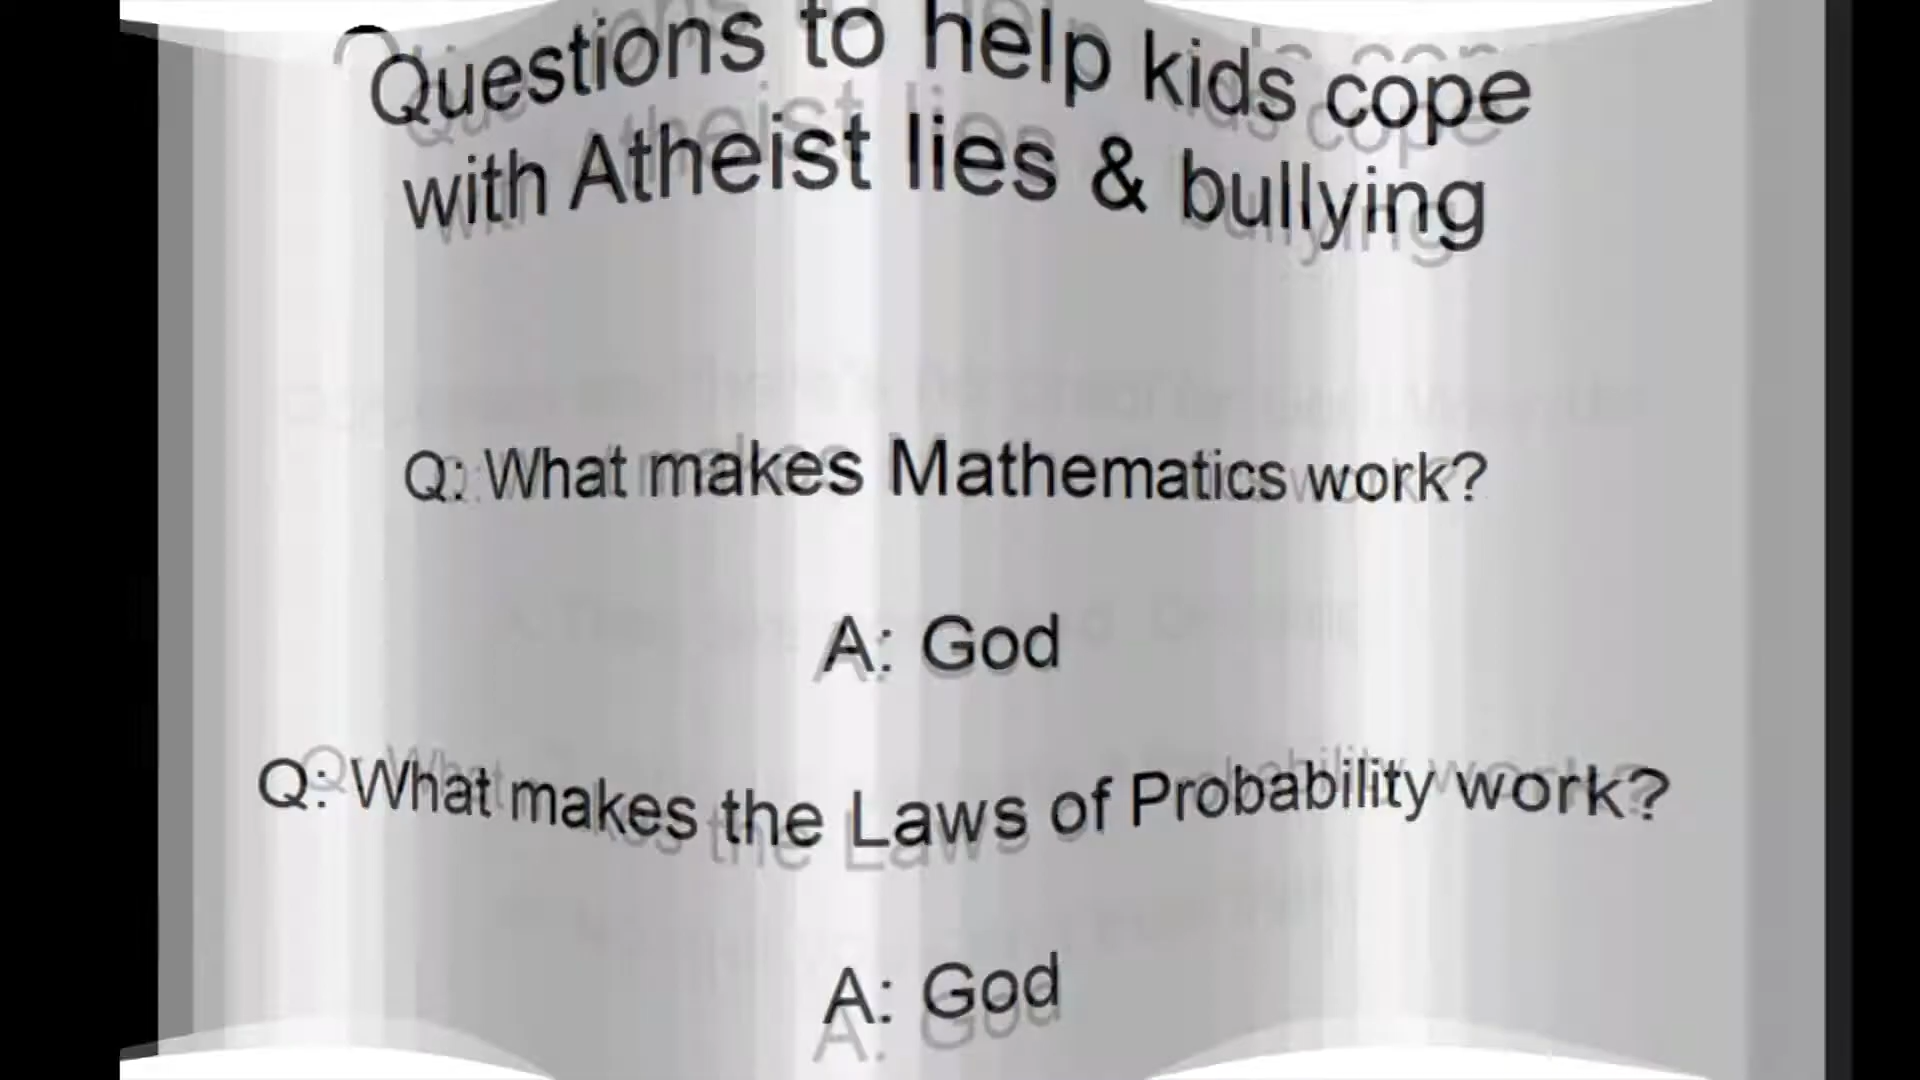 Questions to help kids cope
with Atheist lies & bullying
Q: What makes Mathematics work?
A: God
Q: What makes the Laws of Probability work?
A: God